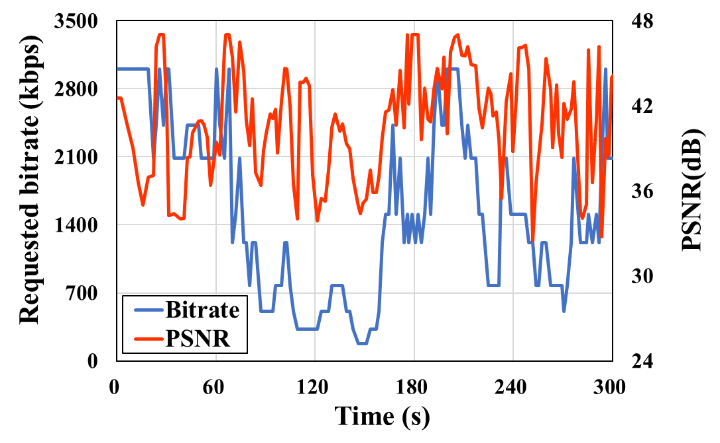 Requested bitrate (kbps)
3500
2800
2100
1400
700
0
Bitrate
PSNR
48
42
36
30
24
PSNR(dB)
0 60 120 180 240 300
Time (s)